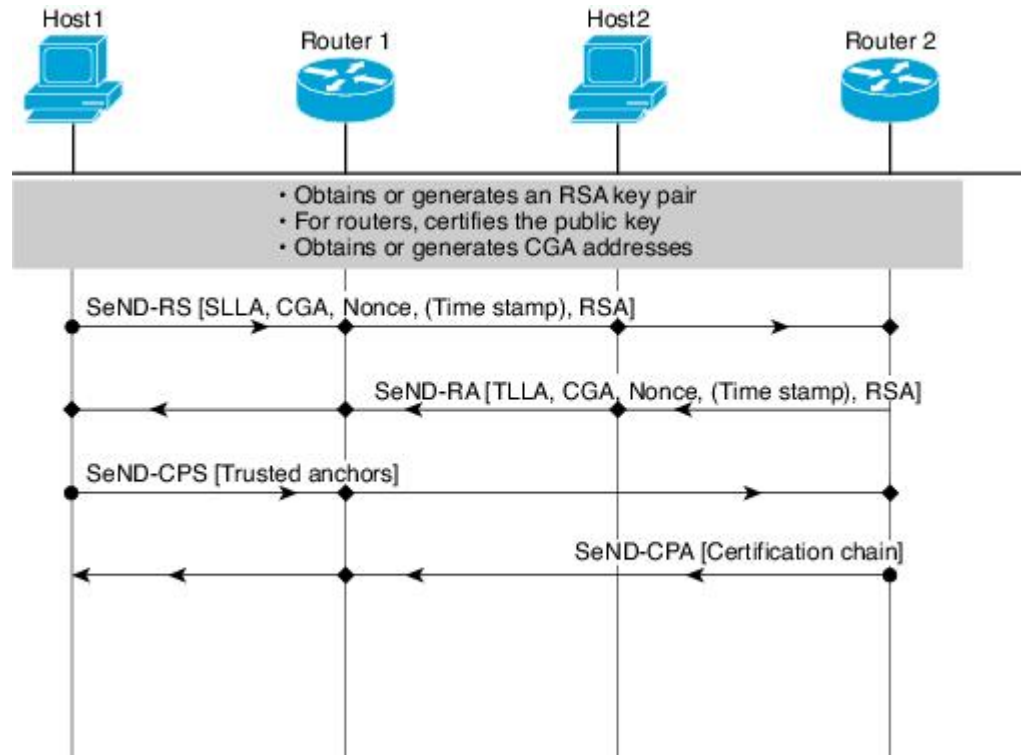 Host1
Router 1
Host2
Router 2
• Obtains or generates an RSA key pair
• For routers, certifies the public key
• Obtains or generates CGA addresses
SeND-RS [SLLA, CGA, Nonce, (Time stamp), RSA]
SeND-RA [TLLA, CGA, Nonce, (Time stamp), RSA]
SeND-CPS [Trusted anchors]
SeND-CPA [Certification chain]